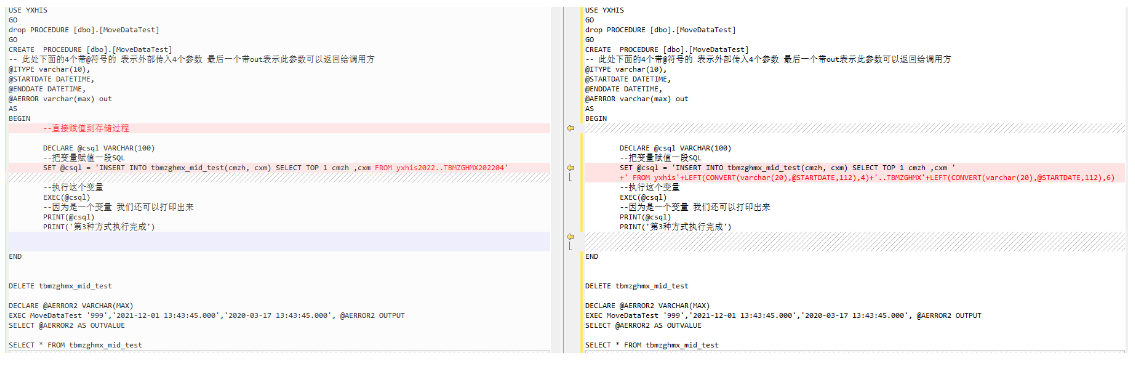 USE YXHIS
GO
drop PROCEDURE [dbo].[MoveDataTest]
GO
CREATE  PROCEDURE [dbo].[MoveDataTest]
-- 此处下面的4个带@符号的 表示外部传入4个参数 最后一个带out表示此参数可以返回给调用方
@ITYPE varchar(10),
@STARTDATE DATETIME,
@ENDDATE DATETIME,
@AERROR varchar(max) out
AS
BEGIN
--直接赋值到存储过程
DECLARE @csql VARCHAR(100)
--把变量赋值一段SQL
SET @csql = 'INSERT INTO tbmzghmx_mid_test(cmzh, cxm) SELECT TOP 1 cmzh ,cxm FROM yxhis2022..TBMZGHMX202204'
--执行这个变量
EXEC(@csql)
--因为是一个变量 我们还可以打印出来
PRINT(@csql)
PRINT('第3种方式执行完成')
END
DELETE tbmzghmx_mid_test
DECLARE @AERROR2 VARCHAR(MAX)
EXEC MoveDataTest '999','2021-12-01 13:43:45.000','2020-03-17 13:43:45.000', @AERROR2 OUTPUT
SELECT @AERROR2 AS OUTVALUE
SELECT * FROM tbmzghmx_mid_test
USE YXHIS
GO
drop PROCEDURE [dbo].[MoveDataTest]
GO
CREATE  PROCEDURE [dbo].[MoveDataTest]
-- 此处下面的4个带@符号的 表示外部传入4个参数 最后一个带out表示此参数可以返回给调用方
@ITYPE varchar(10),
@STARTDATE DATETIME,
@ENDDATE DATETIME,
@AERROR varchar(max) out
AS
BEGIN
DECLARE @csql VARCHAR(100)
--把变量赋值一段SQL
SET @csql = 'INSERT INTO tbmzghmx_mid_test(cmzh, cxm) SELECT TOP 1 cmzh ,cxm '
+' FROM yxhis'+LEFT(CONVERT(varchar(20),@STARTDATE,112),4)+'..TBMZGHMX'+LEFT(CONVERT(varchar(20),@STARTDATE,112),6)
--执行这个变量
EXEC(@csql)
--因为是一个变量 我们还可以打印出来
PRINT(@csql)
PRINT('第3种方式执行完成')
END
DELETE tbmzghmx_mid_test
DECLARE @AERROR2 VARCHAR(MAX)
EXEC MoveDataTest '999','2021-12-01 13:43:45.000','2020-03-17 13:43:45.000', @AERROR2 OUTPUT
SELECT @AERROR2 AS OUTVALUE
SELECT * FROM tbmzghmx_mid_test